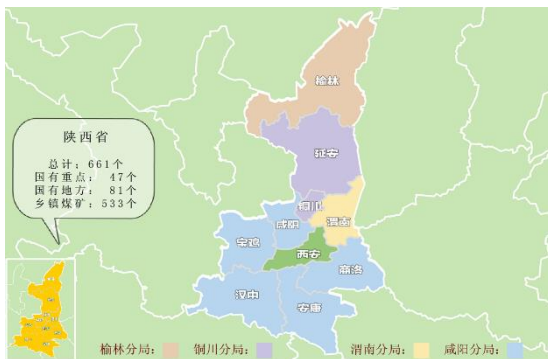 榆林
延安
铜川
渭南
咸阳
宝鸡
西安
商洛
汉中
安康
陕西省
总计：661个
国有重点：47个
国有地方：81个
乡镇煤矿：533个
榆林分局： 铜川分局： 渭南分局： 咸阳分局：